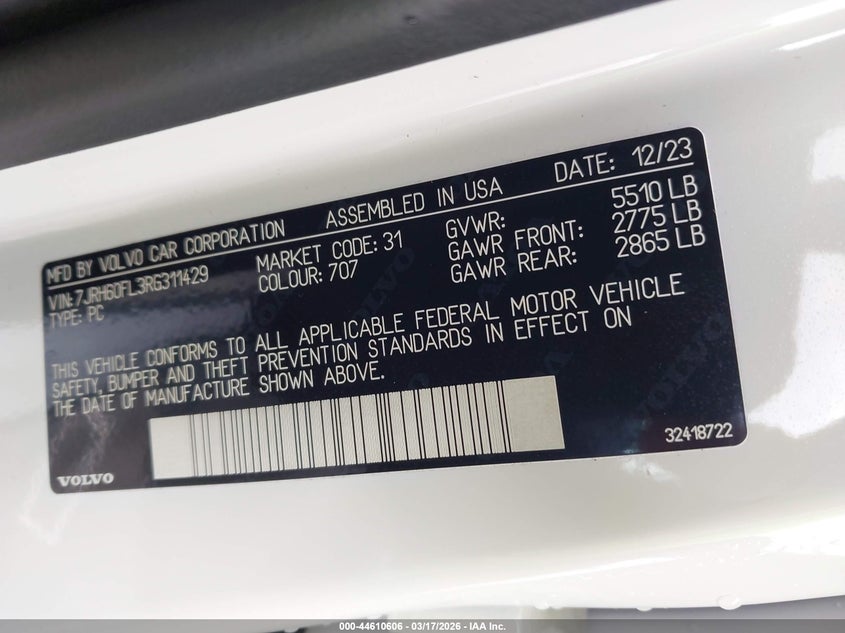 MFD BY VOLVO CAR CORPORATION ASSEMBLED IN USA DATE: 12/23
VIN: 7JRH60FL3RG311429 MARKET CODE: 31 GVWR: 5510 LB
TYPE: PC COLOUR: 707 GAWR FRONT: 2775 LB
GAWR REAR: 2865 LB
THIS VEHICLE CONFORMS TO ALL APPLICABLE FEDERAL MOTOR VEHICLE
SAFETY, BUMPER AND THEFT PREVENTION STANDARDS IN EFFECT ON
THE DATE OF MANUFACTURE SHOWN ABOVE.
VOLVO
32418722
000-44610606 - 03/17/2026 - IAA Inc.